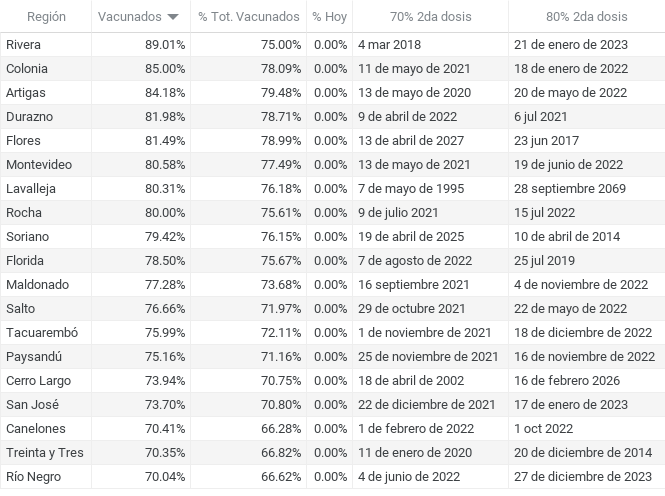 Región Vacunados % Tot. Vacunados % Hoy 70% 2da dosis 80% 2da dosis
Rivera 89.01% 75.00% 0.00% 4 mar 2018 21 de enero de 2023
Colonia 85.00% 78.09% 0.00% 11 de mayo de 2021 18 de enero de 2022
Artigas 84.18% 79.48% 0.00% 13 de mayo de 2020 20 de mayo de 2022
Durazno 81.98% 78.71% 0.00% 9 de abril de 2022 6 jul 2021
Flores 81.49% 78.99% 0.00% 13 de abril de 2027 23 jun 2017
Montevideo 80.58% 77.49% 0.00% 13 de mayo de 2021 19 de junio de 2022
Lavalleja 80.31% 76.18% 0.00% 7 de mayo de 1995 28 septiembre 2069
Rocha 80.00% 75.61% 0.00% 9 de julio 2021 15 jul 2022
Soriano 79.42% 76.15% 0.00% 19 de abril de 2025 10 de abril de 2014
Florida 78.50% 75.67% 0.00% 7 de agosto de 2022 25 jul 2019
Maldonado 77.28% 73.68% 0.00% 16 septiembre 2021 4 de noviembre de 2022
Salto 76.66% 71.97% 0.00% 29 de octubre 2021 22 de mayo de 2022
Tacuarembó 75.99% 72.11% 0.00% 1 de noviembre de 2021 18 de diciembre de 2022
Paysandú 75.16% 71.16% 0.00% 25 de noviembre de 2021 16 de noviembre de 2022
Cerro Largo 73.94% 70.75% 0.00% 18 de abril de 2002 16 de febrero 2026
San José 73.70% 70.80% 0.00% 22 de diciembre de 2021 17 de enero de 2023
Canelones 70.41% 66.28% 0.00% 1 de febrero de 2022 1 oct 2022
Treinta y Tres 70.35% 66.82% 0.00% 11 de enero de 2020 20 de diciembre de 2014
Río Negro 70.04% 66.62% 0.00% 4 de junio de 2022 27 de diciembre de 2023